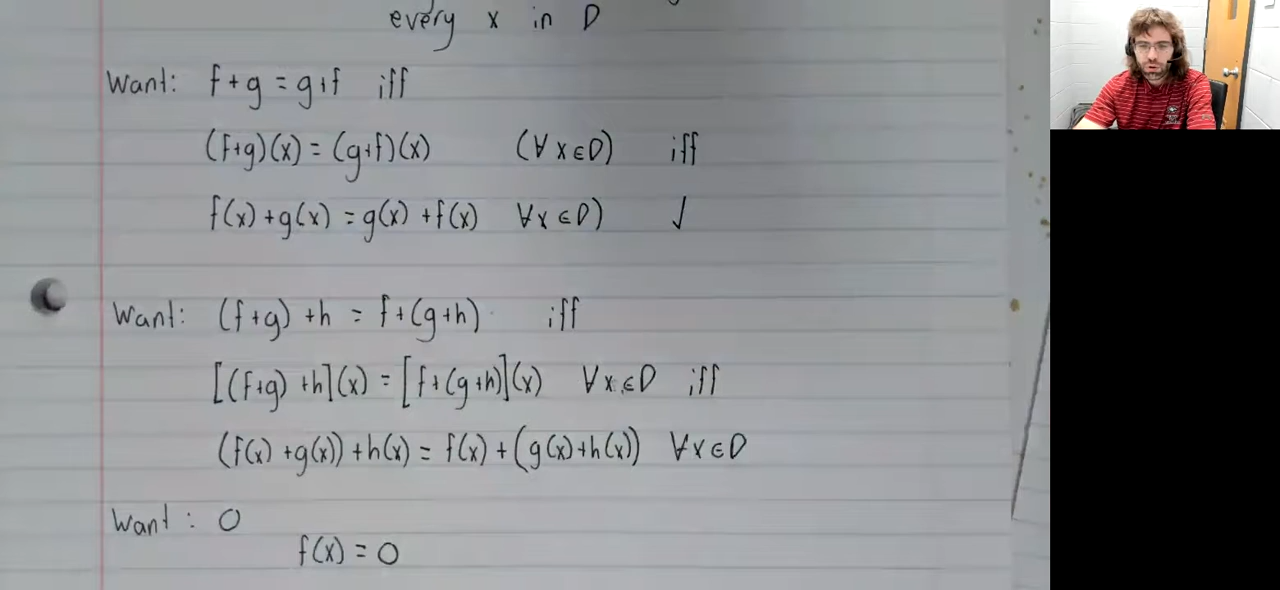 every x in D
Want: f+g = g+f iff
(f+g)(x) = (g+f)(x) (∀ x∈D) iff
f(x) + g(x) = g(x) + f(x) ∀x∈D) ✓
Want: (f+g) + h = f+(g+h) iff
[(f+g) + h](x) = [f+(g+h)](x) ∀x∈D iff
(f(x) + g(x)) + h(x) = f(x) + (g(x)+h(x)) ∀x∈D
Want: 0
f(x) = 0